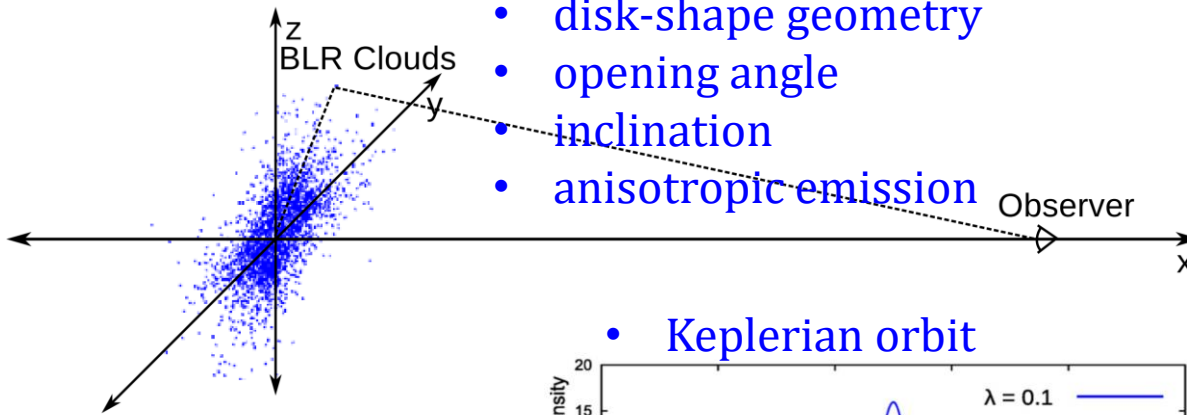 • disk-shape geometry
z
BLR Clouds
• opening angle
y
• inclination
• anisotropic emission
Observer
x
• Keplerian orbit
20
λ = 0.1
15